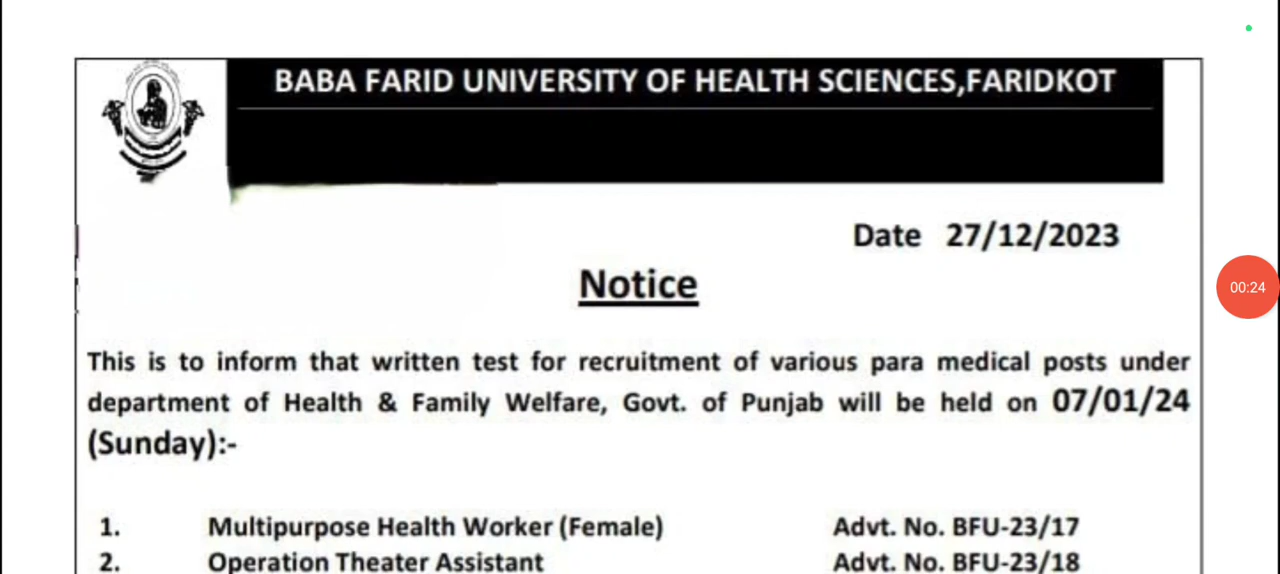 BABA FARID UNIVERSITY OF HEALTH SCIENCES,FARIDKOT
Date 27/12/2023
Notice
This is to inform that written test for recruitment of various para medical posts under
department of Health & Family Welfare, Govt. of Punjab will be held on 07/01/24
(Sunday):-
00:24
1. Multipurpose Health Worker (Female) Advt. No. BFU-23/17
2. Operation Theater Assistant Advt. No. BFU-23/18